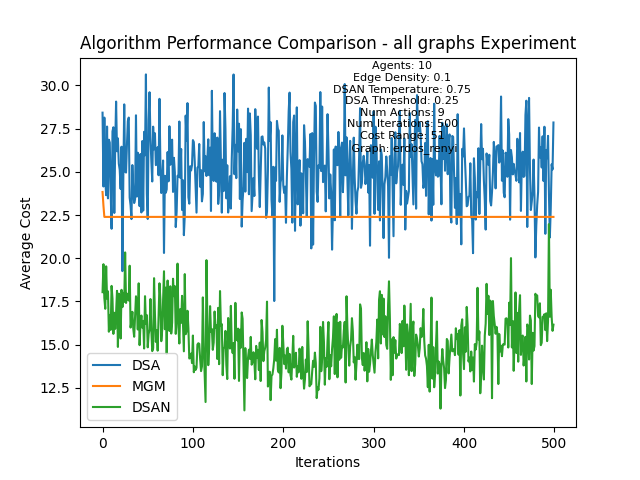 Algorithm Performance Comparison - all graphs Experiment
Agents: 10
Edge Density: 0.1
DSAN Temperature: 0.75
DSA Threshold: 0.25
Num Actions: 9
Num Iterations: 500
Cost Range: 51
Graph: erdos_renyi
Average Cost
30.0
27.5
25.0
22.5
20.0
17.5
15.0
12.5
DSA
MGM
DSAN
0
100
200
300
400
500
Iterations